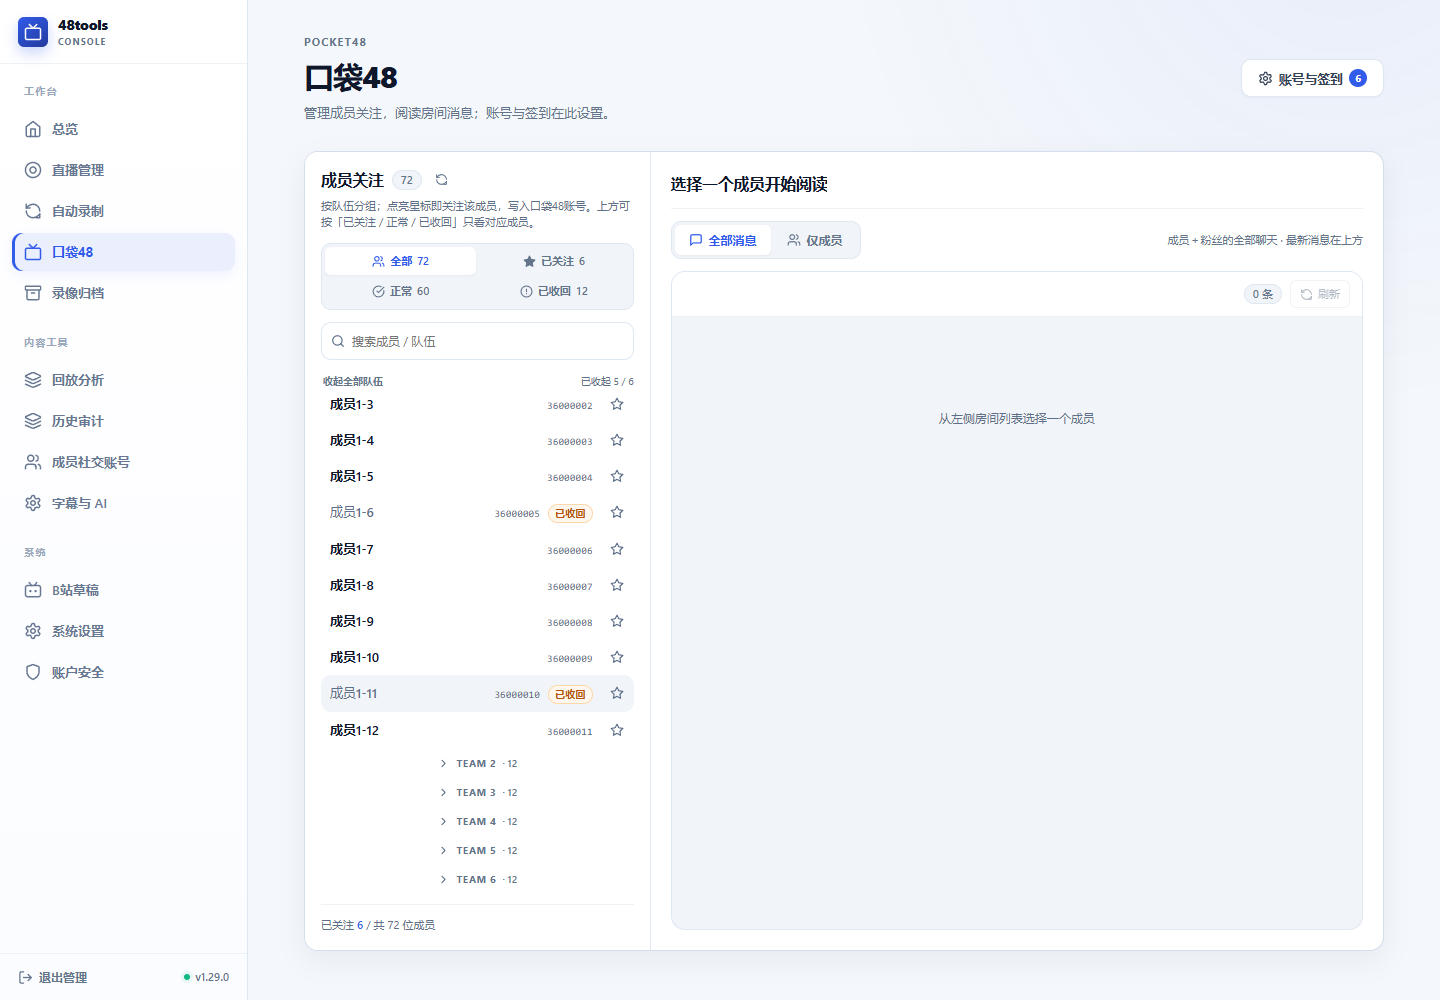 48tools
CONSOLE
工作台
总览
直播管理
自动录制
口袋48
录像归档
内容工具
回放分析
历史审计
成员社交账号
字幕与 AI
系统
B站草稿
系统设置
账户安全
退出管理
v1.29.0
POCKET48
口袋48
管理成员关注，阅读房间消息；账号与签到在此设置。
账号与签到 6
成员关注 72
按队伍分组；点亮星标即关注该成员，写入口袋48账号。上方可
按「已关注 / 正常 / 已收回」只看对应成员。
全部 72
已关注 6
正常 60
已收回 12
搜索成员 / 队伍
收起全部队伍
已收起 5 / 6
成员1-3 36000002
成员1-4 36000003
成员1-5 36000004
成员1-6 36000005 已收回
成员1-7 36000006
成员1-8 36000007
成员1-9 36000008
成员1-10 36000009
成员1-11 36000010 已收回
成员1-12 36000011
TEAM 2 · 12
TEAM 3 · 12
TEAM 4 · 12
TEAM 5 · 12
TEAM 6 · 12
已关注 6 / 共 72 位成员
选择一个成员开始阅读
全部消息
仅成员
成员 + 粉丝的全部聊天 · 最新消息在上方
0 条
刷新
从左侧房间列表选择一个成员